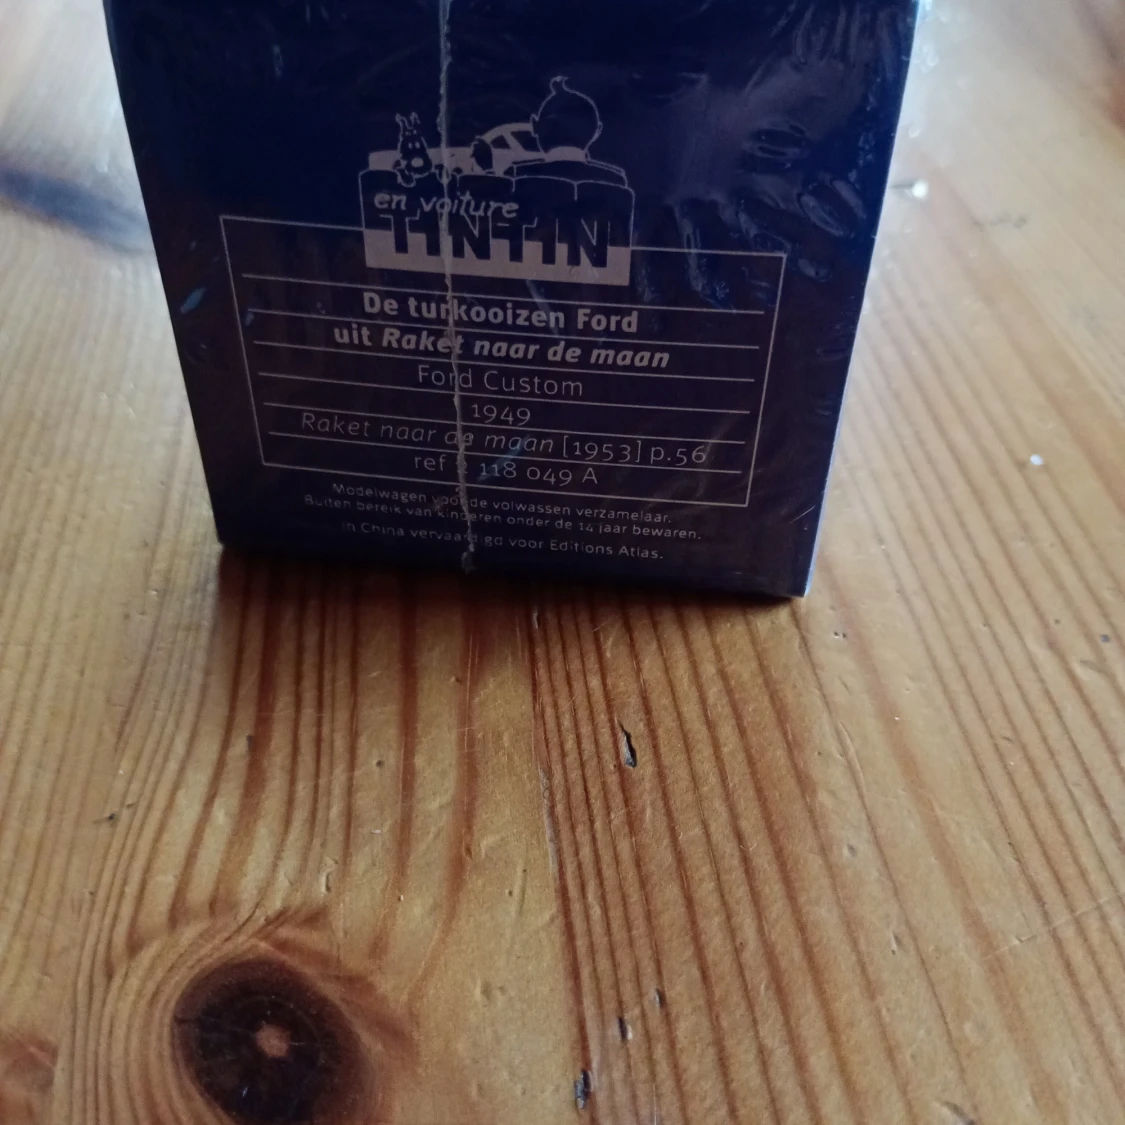 en voiture
TINTIN
De turkooizen Ford
uit Raket naar de maan
Ford Custom
1949
Raket naar de maan [1953] p.56
ref 2 118 049 A
Modelwagen voor de volwassen verzamelaar.
Buiten bereik van kinderen onder de 14 jaar bewaren.
In China vervaardigd voor Editions Atlas.